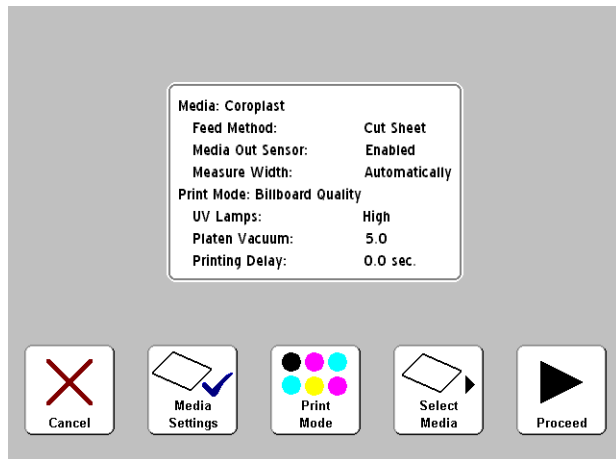 Media: Coroplast
Feed Method: Cut Sheet
Media Out Sensor: Enabled
Measure Width: Automatically
Print Mode: Billboard Quality
UV Lamps: High
Platen Vacuum: 5.0
Printing Delay: 0.0 sec.
Cancel
Media
Settings
Print
Mode
Select
Media
Proceed